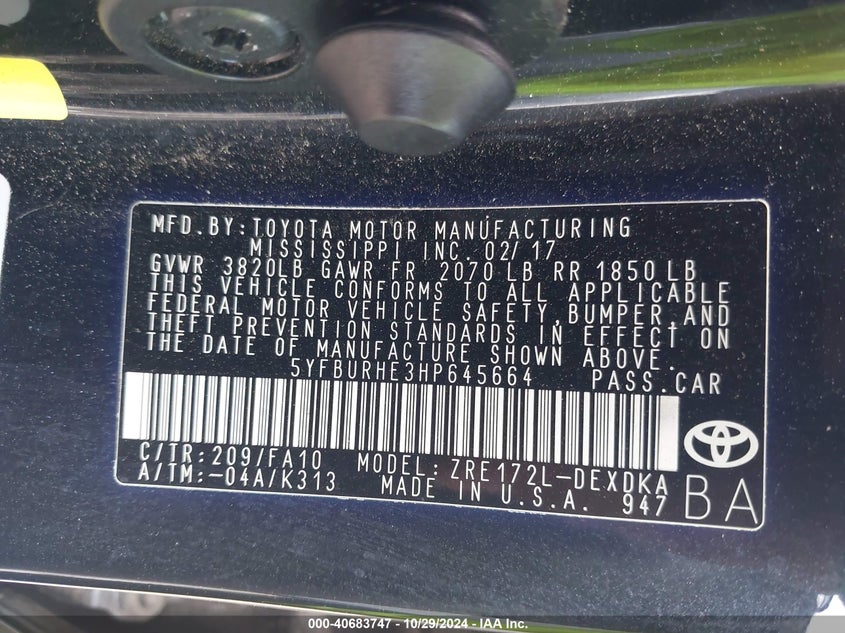 MFD.BY:TOYOTA MOTOR MANUFACTURING
MISSISSIPPI INC. 02/17
GVWR 3820LB GAWR FR 2070LB RR 1850LB
THIS VEHICLE CONFORMS TO ALL APPLICABLE
FEDERAL MOTOR VEHICLE SAFETY,BUMPER,AND
THEFT PREVENTION STANDARDS IN EFFECT ON
THE DATE OF MANUFACTURE SHOWN ABOVE.
5YFBURHE3HP645664 PASS.CAR
C/TR:209/FA10 MODEL:ZRE172L-DEXDKA
A/TM:-04A/K313 MADE IN U.S.A. 947
BA
000-40683747 - 10/29/2024 - IAA Inc.